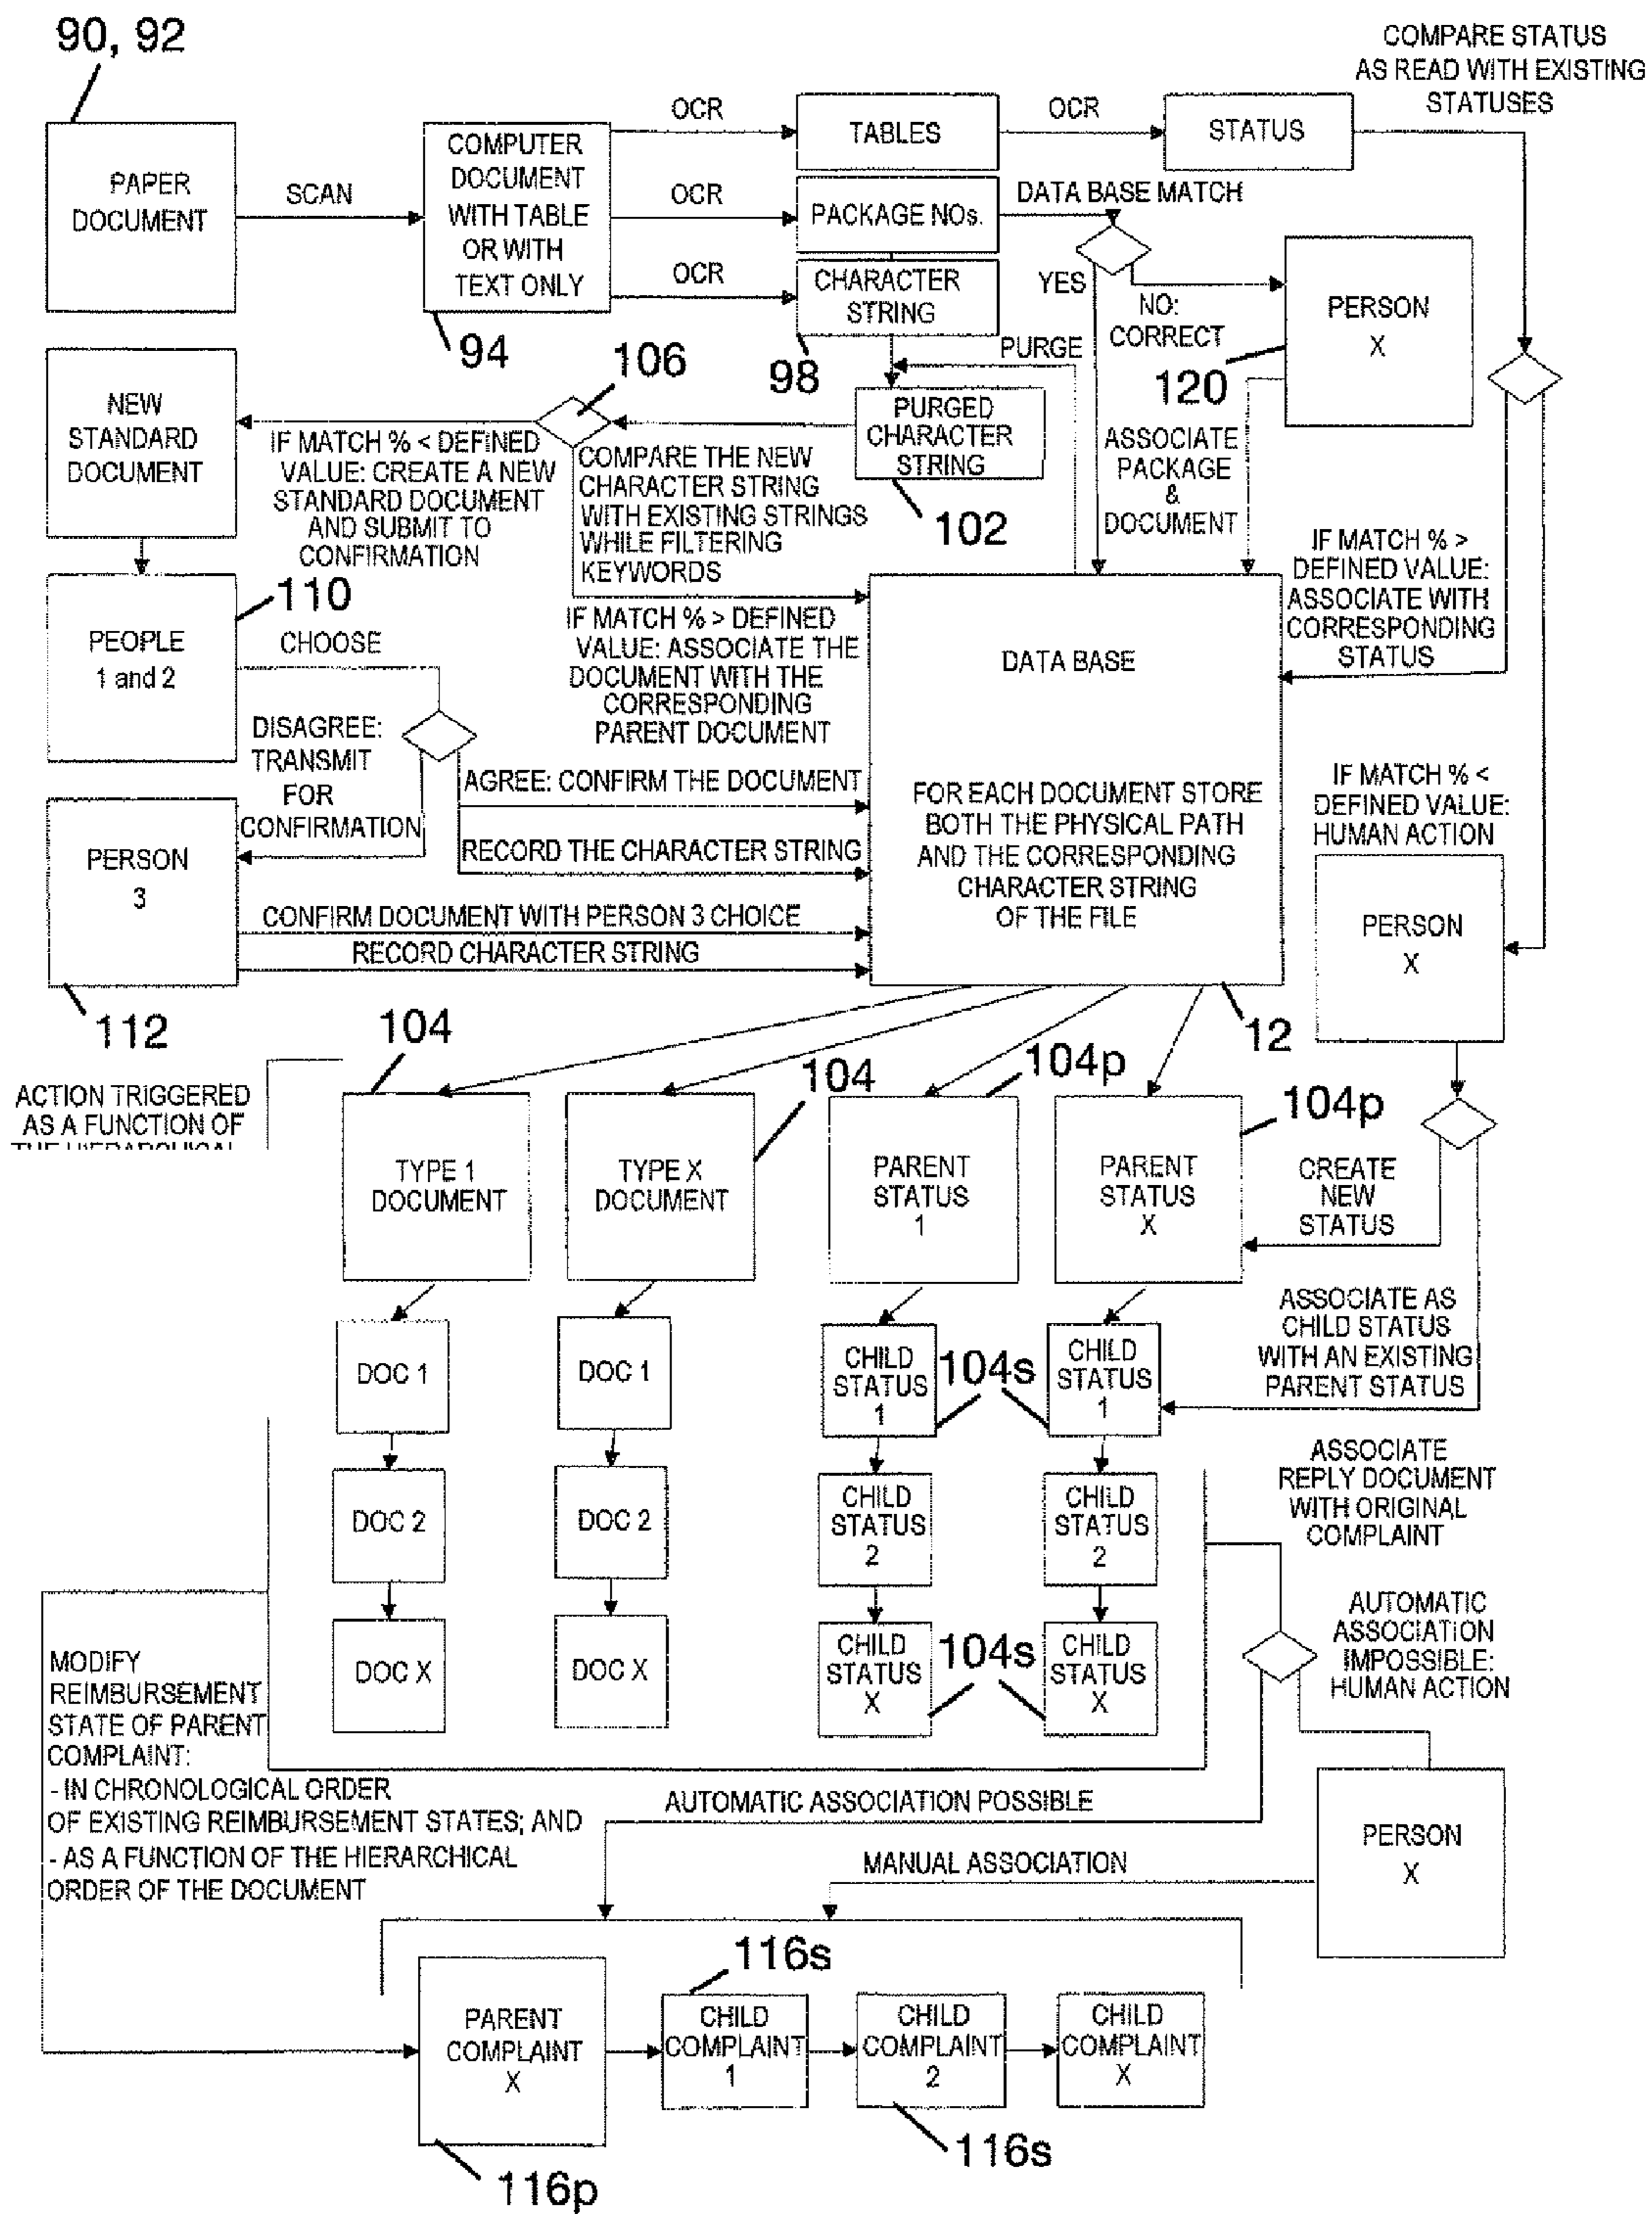 90, 92
COMPARE STATUS
AS READ WITH EXISTING
STATUSES
PAPER
DOCUMENT
SCAN
COMPUTER
DOCUMENT
WITH TABLE
OR WITH
TEXT ONLY
94
OCR
TABLES
OCR
STATUS
OCR
PACKAGE NOs.
DATA BASE MATCH
OCR
CHARACTER
STRING
98
YES
NO:
CORRECT
PERSON
X
120
PURGE
NEW
STANDARD
DOCUMENT
106
PURGED
CHARACTER
STRING
102
IF MATCH % < DEFINED
VALUE: CREATE A NEW
STANDARD DOCUMENT
AND SUBMIT TO
CONFIRMATION
COMPARE THE NEW
CHARACTER STRING
WITH EXISTING STRINGS
WHILE FILTERING
KEYWORDS
ASSOCIATE
PACKAGE
&
DOCUMENT
IF MATCH % >
DEFINED VALUE:
ASSOCIATE WITH
CORRESPONDING
STATUS
110
PEOPLE
1 and 2
CHOOSE
IF MATCH % > DEFINED
VALUE: ASSOCIATE THE
DOCUMENT WITH THE
CORRESPONDING
PARENT DOCUMENT
DATA BASE
FOR EACH DOCUMENT STORE
BOTH THE PHYSICAL PATH
AND THE CORRESPONDING
CHARACTER STRING
OF THE FILE
DISAGREE:
TRANSMIT
FOR
CONFIRMATION
AGREE: CONFIRM THE DOCUMENT
RECORD THE CHARACTER STRING
IF MATCH % <
DEFINED VALUE:
HUMAN ACTION
PERSON
3
CONFIRM DOCUMENT WITH PERSON 3 CHOICE
RECORD CHARACTER STRING
PERSON
X
112
12
ACTION TRIGGERED
AS A FUNCTION OF
THE HIERARCHICAL
104
104
104p
104p
TYPE 1
DOCUMENT
TYPE X
DOCUMENT
PARENT
STATUS
1
PARENT
STATUS
X
CREATE
NEW
STATUS
DOC 1
DOC 1
CHILD
STATUS
1
104s
CHILD
STATUS
1
ASSOCIATE AS
CHILD STATUS
WITH AN EXISTING
PARENT STATUS
DOC 2
DOC 2
CHILD
STATUS
2
CHILD
STATUS
2
ASSOCIATE
REPLY DOCUMENT
WITH ORIGINAL
COMPLAINT
DOC X
DOC X
CHILD
STATUS
X
104s
CHILD
STATUS
X
AUTOMATIC
ASSOCIATION
IMPOSSIBLE:
HUMAN ACTION
MODIFY
REIMBURSEMENT
STATE OF PARENT
COMPLAINT:
- IN CHRONOLOGICAL ORDER
OF EXISTING REIMBURSEMENT STATES; AND
- AS A FUNCTION OF THE HIERARCHICAL
ORDER OF THE DOCUMENT
AUTOMATIC ASSOCIATION POSSIBLE
MANUAL ASSOCIATION
PERSON
X
116s
PARENT
COMPLAINT
X
CHILD
COMPLAINT
1
CHILD
COMPLAINT
2
CHILD
COMPLAINT
X
116s
116p